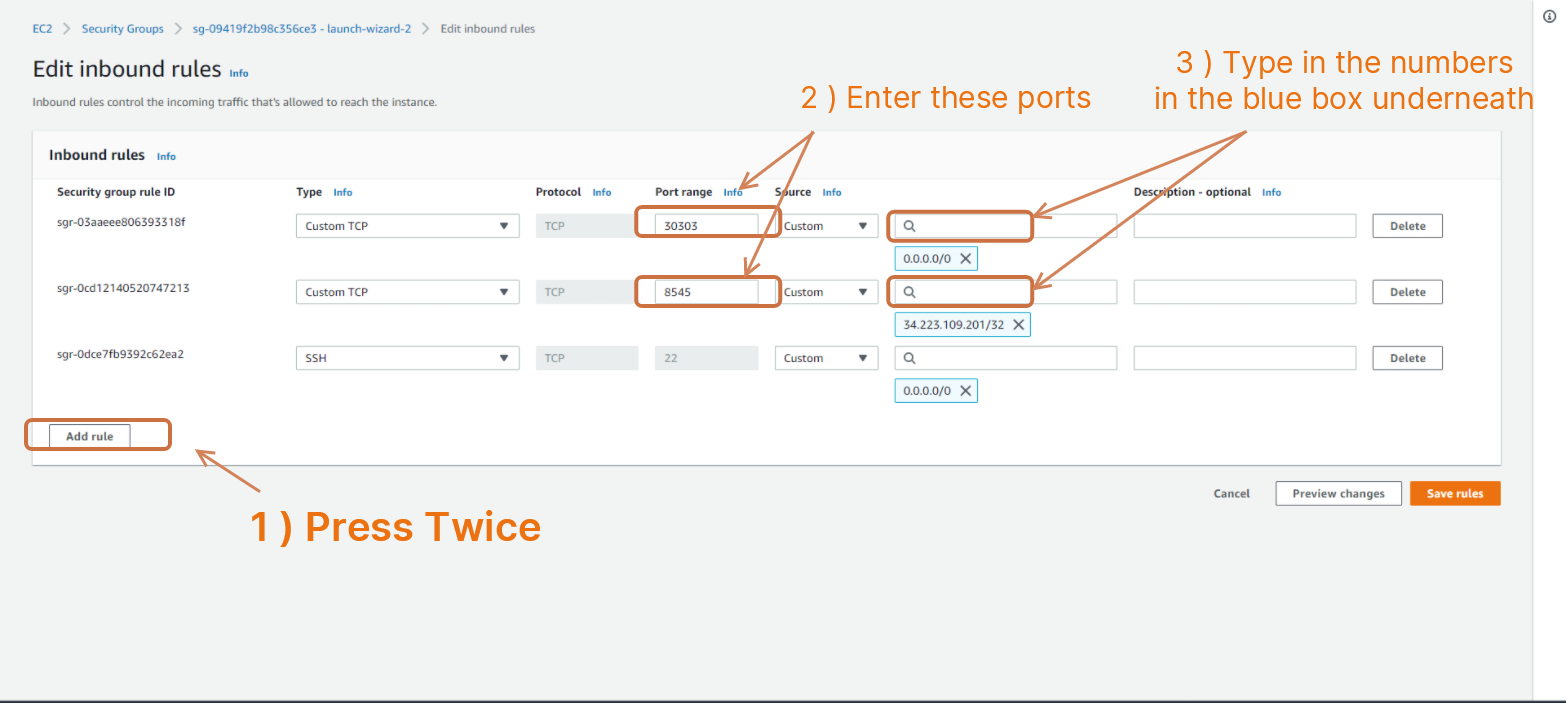 EC2 > Security Groups > sg-09419f2b98c356ce3 - launch-wizard-2 > Edit inbound rules
Edit inbound rules Info
Inbound rules control the incoming traffic that's allowed to reach the instance.
2 ) Enter these ports
3 ) Type in the numbers
in the blue box underneath
Inbound rules Info
Security group rule ID Type Info Protocol Info Port range Info Source Info Description - optional Info
sgr-03aaeee806393318f Custom TCP TCP 30303 Custom Delete
0.0.0.0/0
sgr-0cd12140520747213 Custom TCP TCP 8545 Custom Delete
34.223.109.201/32
sgr-0dce7fb9392c62ea2 SSH TCP 22 Custom Delete
0.0.0.0/0
Add rule
Cancel Preview changes Save rules
1 ) Press Twice